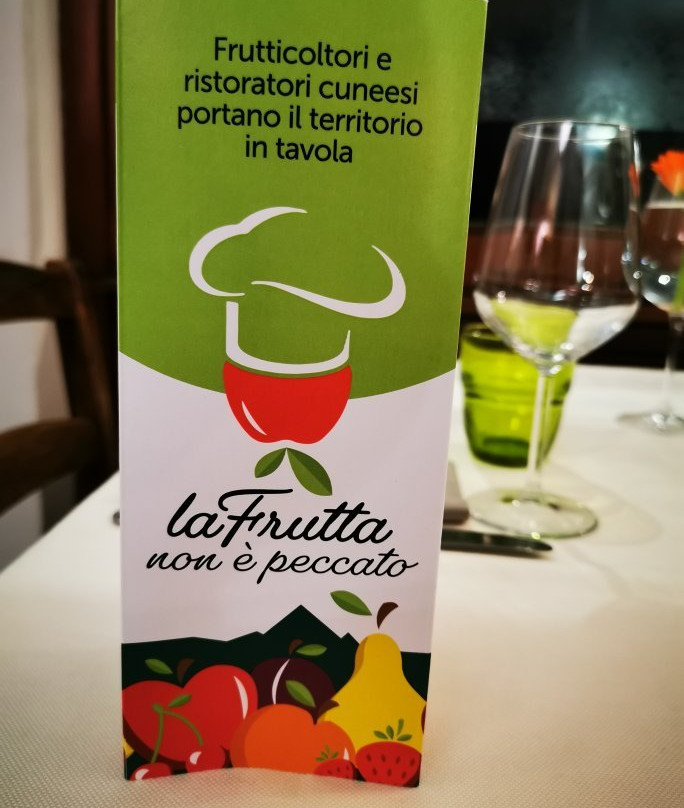 Frutticoltori e
ristoratori cuneesi
portano il territorio
in tavola
laFrutta
non è peccato